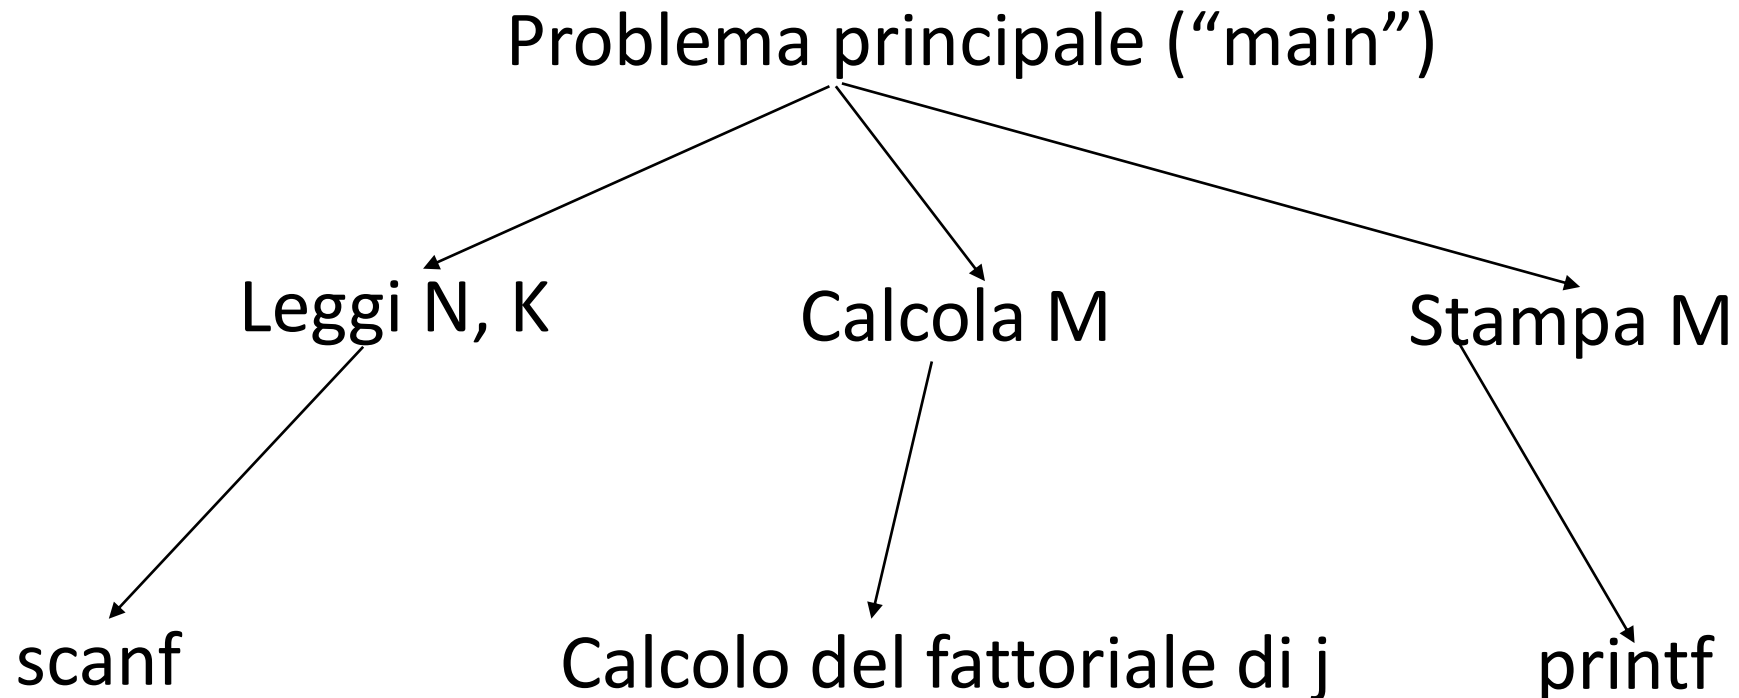 Problema principale (“main”)
Leggi N, K
Calcola M
Stampa M
scanf
Calcolo del fattoriale di j
printf